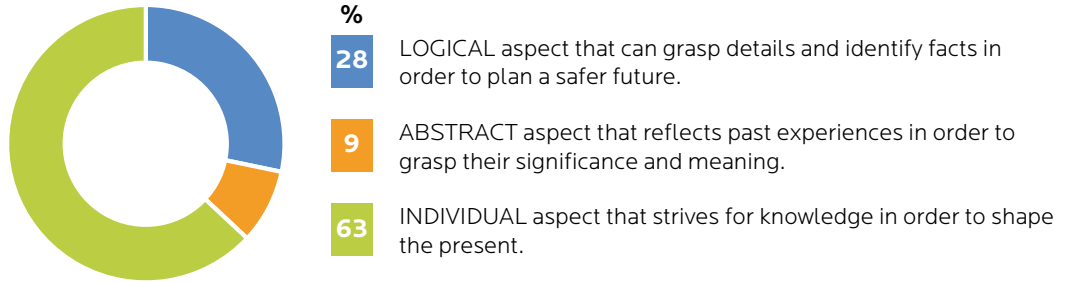 %
28
LOGICAL aspect that can grasp details and identify facts in
order to plan a safer future.
9
ABSTRACT aspect that reflects past experiences in order to
grasp their significance and meaning.
63
INDIVIDUAL aspect that strives for knowledge in order to shape
the present.